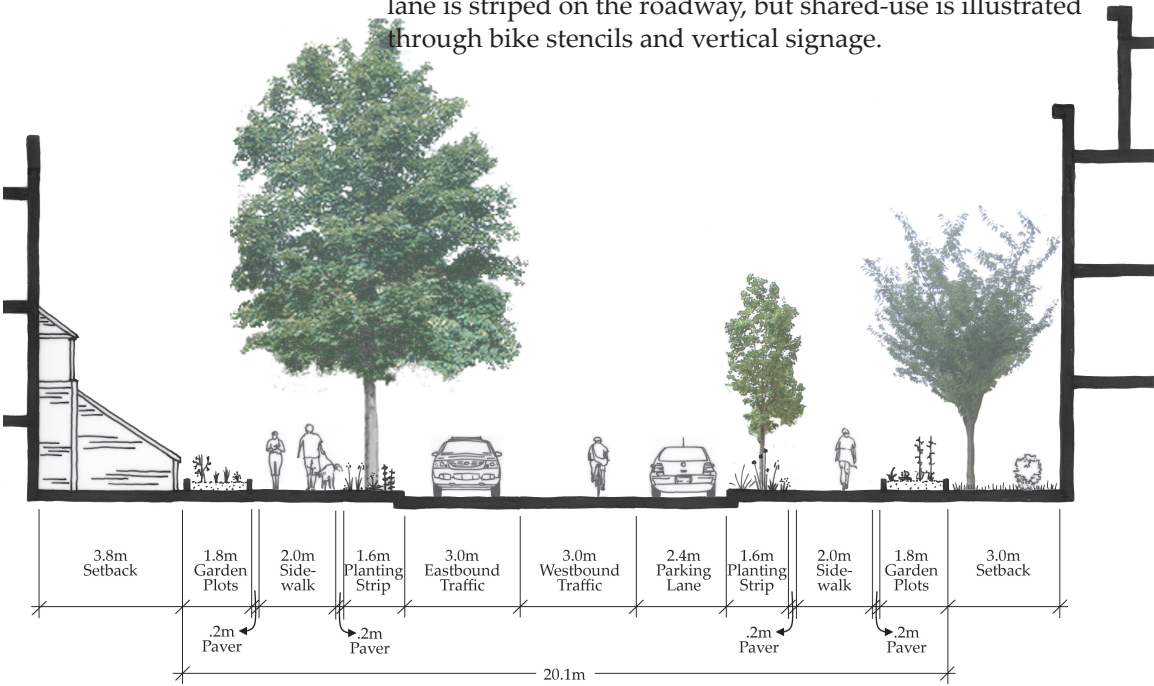 lane is striped on the roadway, but shared-use is illustrated
through bike stencils and vertical signage.
3.8m
Setback
1.8m
Garden
Plots
2.0m
Side-
walk
1.6m
Planting
Strip
3.0m
Eastbound
Traffic
3.0m
Westbound
Traffic
2.4m
Parking
Lane
1.6m
Planting
Strip
2.0m
Side-
walk
1.8m
Garden
Plots
3.0m
Setback
.2m
Paver
.2m
Paver
.2m
Paver
.2m
Paver
20.1m